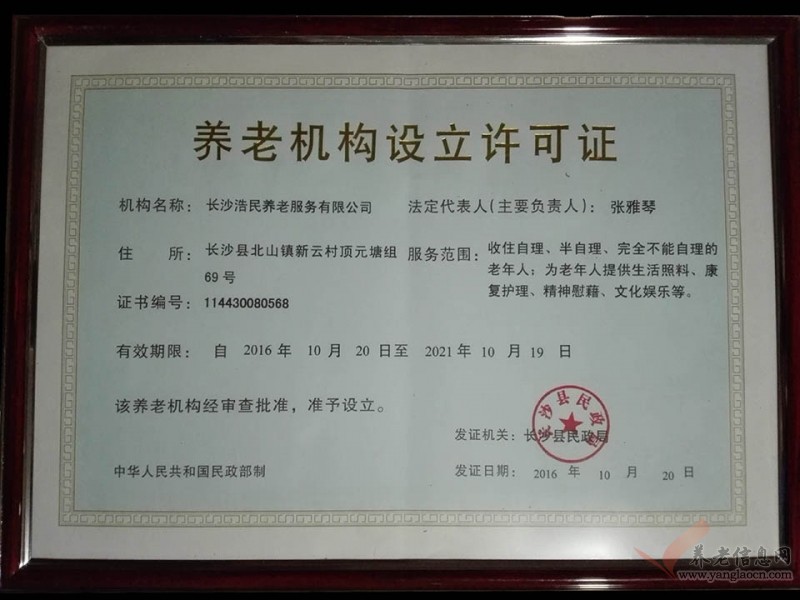 养老机构设立许可证
机构名称： 长沙浩民养老服务有限公司
法定代表人(主要负责人)： 张雅琴
住 所： 长沙县北山镇新云村顶元塘组
69号
服务范围： 收住自理、半自理、完全不能自理的
老年人；为老年人提供生活照料、康
复护理、精神慰藉、文化娱乐等。
证书编号： 114430080568
有效期限： 自 2016 年 10 月 20 日至 2021 年 10 月 19 日
该养老机构经审查批准，准予设立。
发证机关： 长沙县民政局
长沙县民政局
中华人民共和国民政部制
发证日期： 2016 年 10 月 20 日
养老信息网
www.yanglaocn.com